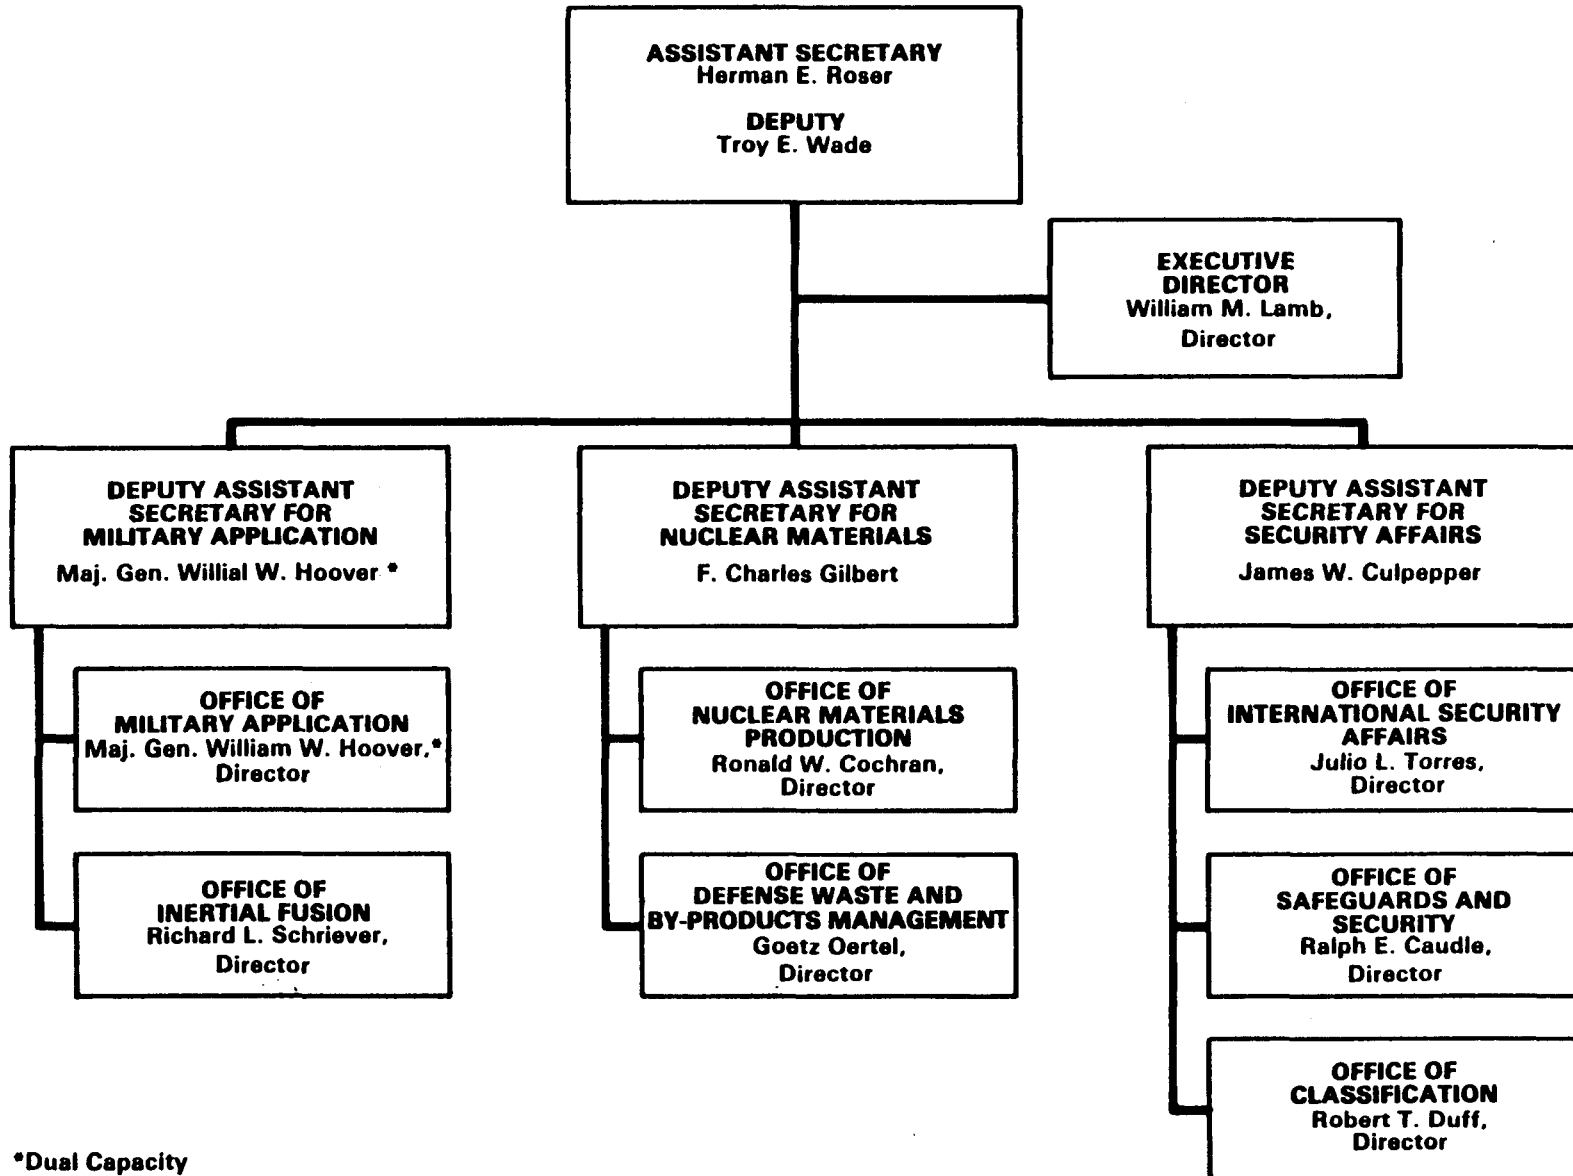 ASSISTANT SECRETARY
Herman E. Roser
DEPUTY
Troy E. Wade
EXECUTIVE
DIRECTOR
William M. Lamb,
Director
DEPUTY ASSISTANT
SECRETARY FOR
MILITARY APPLICATION
Maj. Gen. Willial W. Hoover *
OFFICE OF
MILITARY APPLICATION
Maj. Gen. William W. Hoover,*
Director
OFFICE OF
INERTIAL FUSION
Richard L. Schriever,
Director
DEPUTY ASSISTANT
SECRETARY FOR
NUCLEAR MATERIALS
F. Charles Gilbert
OFFICE OF
NUCLEAR MATERIALS
PRODUCTION
Ronald W. Cochran,
Director
OFFICE OF
DEFENSE WASTE AND
BY-PRODUCTS MANAGEMENT
Goetz Oertel,
Director
DEPUTY ASSISTANT
SECRETARY FOR
SECURITY AFFAIRS
James W. Culpepper
OFFICE OF
INTERNATIONAL SECURITY
AFFAIRS
Julio L. Torres,
Director
OFFICE OF
SAFEGUARDS AND
SECURITY
Ralph E. Caudle,
Director
OFFICE OF
CLASSIFICATION
Robert T. Duff,
Director
*Dual Capacity